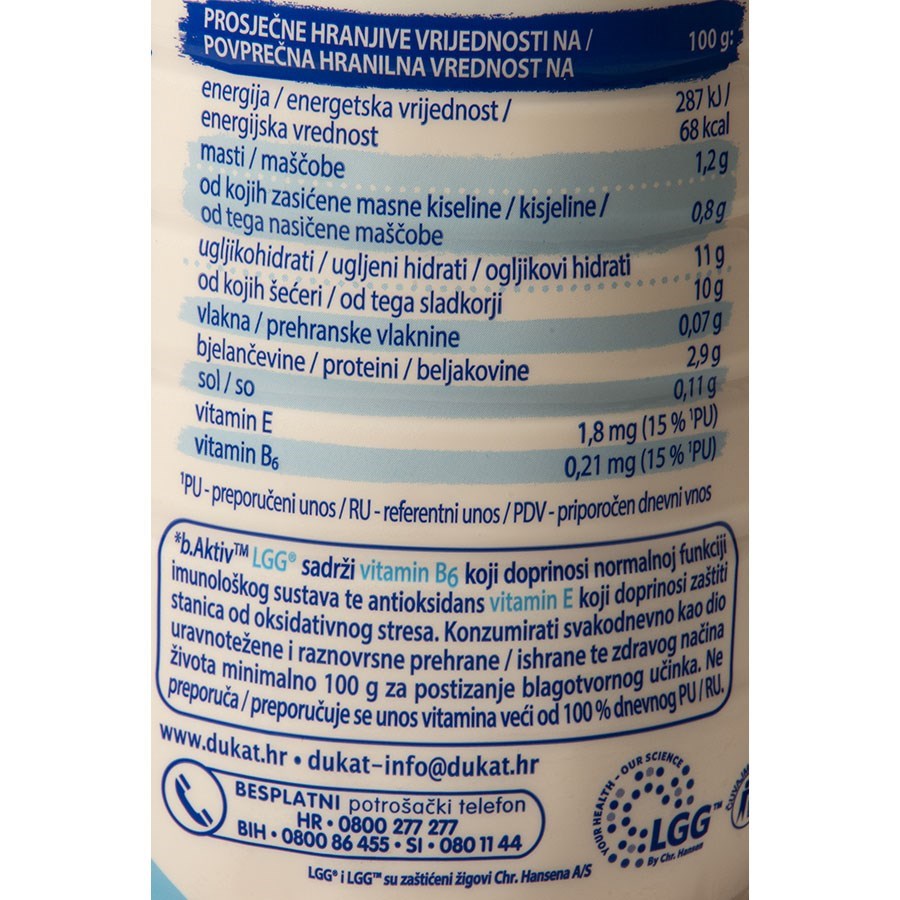 PROSJEČNE HRANJIVE VRIJEDNOSTI NA /
POVPREČNA HRANILNA VREDNOST NA 100 g:
energija / energetska vrijednost / 287 kJ /
energijska vrednost 68 kcal
masti / maščobe 1,2 g
od kojih zasićene masne kiseline / kisjeline / 0,8 g
od tega nasičene maščobe
ugljikohidrati / ugljeni hidrati / ogljikovi hidrati 11 g
od kojih šećeri / od tega sladkorji 10 g
vlakna / prehranske vlaknine 0,07 g
bjelančevine / proteini / beljakovine 2,9 g
sol / so 0,11 g
vitamin E 1,8 mg (15 % ¹PU)
vitamin B₆ 0,21 mg (15 % ¹PU)
¹PU - preporučeni unos / RU - referentni unos / PDV - priporočen dnevni vnos
*b.Aktiv™ LGG® sadrži vitamin B6 koji doprinosi normalnoj funkciji
imunološkog sustava te antioksidans vitamin E koji doprinosi zaštiti
stanica od oksidativnog stresa. Konzumirati svakodnevno kao dio
uravnotežene i raznovrsne prehrane / ishrane te zdravog načina
života minimalno 100 g za postizanje blagotvornog učinka. Ne
preporuča / preporučuje se unos vitamina veći od 100 % dnevnog PU / RU.
www.dukat.hr • dukat-info@dukat.hr
BESPLATNI potrošački telefon
HR • 0800 277 277
BIH • 0800 86 455 • SI • 080 11 44
YOUR HEALTH - OUR SCIENCE
LGG™
By Chr. Hansen
LGG® i LGG™ su zaštićeni žigovi Chr. Hansena A/S